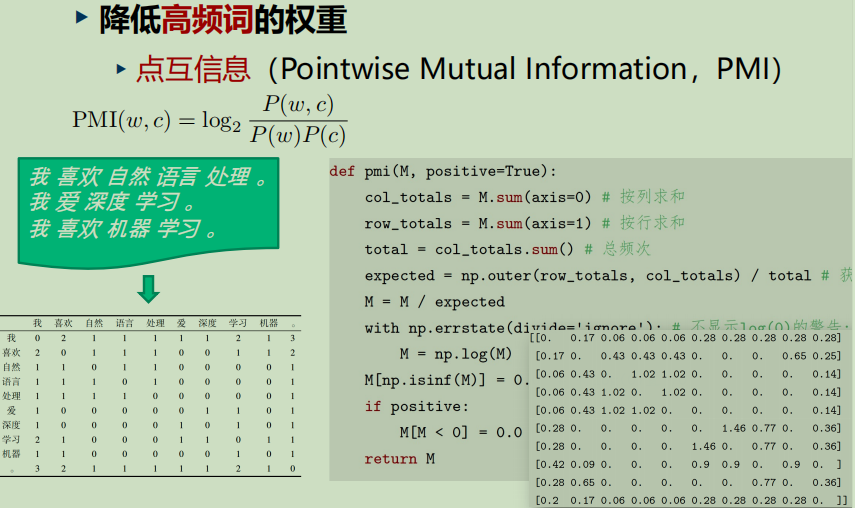 降低高频词的权重
点互信息（Pointwise Mutual Information，PMI）
PMI(w, c) = log₂ P(w, c) / P(w)P(c)
我 喜欢 自然 语言 处理 。
我 爱 深度 学习 。
我 喜欢 机器 学习 。
我 喜欢 自然 语言 处理 爱 深度 学习 机器 。
我 0 2 1 1 1 1 1 2 1 3
喜欢 2 0 1 1 1 0 0 1 1 2
自然 1 1 0 1 1 0 0 0 0 1
语言 1 1 1 0 1 0 0 0 0 1
处理 1 1 1 1 0 0 0 0 0 1
爱 1 0 0 0 0 0 1 1 0 1
深度 1 0 0 0 0 1 0 1 0 1
学习 2 1 0 0 0 1 1 0 1 1
机器 1 1 0 0 0 0 0 1 0 1
。 3 2 1 1 1 1 1 2 1 0
def pmi(M, positive=True):
col_totals = M.sum(axis=0) # 按列求和
row_totals = M.sum(axis=1) # 按行求和
total = col_totals.sum() # 总频次
expected = np.outer(row_totals, col_totals) / total # 获
M = M / expected
with np.errstate(divide='ignore'): # 不显示log(0)的警告:
M = np.log(M)
M[np.isinf(M)] = 0.
if positive:
M[M < 0] = 0.0
return M
[[0. 0.17 0.06 0.06 0.06 0.28 0.28 0.28 0.28 0.28]
[0.17 0. 0.43 0.43 0.43 0. 0. 0. 0.65 0.25]
[0.06 0.43 0. 1.02 1.02 0. 0. 0. 0. 0.14]
[0.06 0.43 1.02 0. 1.02 0. 0. 0. 0. 0.14]
[0.06 0.43 1.02 1.02 0. 0. 0. 0. 0. 0.14]
[0.28 0. 0. 0. 0. 0. 1.46 0.77 0. 0.36]
[0.28 0. 0. 0. 0. 1.46 0. 0.77 0. 0.36]
[0.42 0.09 0. 0. 0. 0.9 0.9 0. 0.9 0. ]
[0.28 0.65 0. 0. 0. 0. 0. 0.77 0. 0.36]
[0.2 0.17 0.06 0.06 0.06 0.28 0.28 0.28 0.28 0. ]]